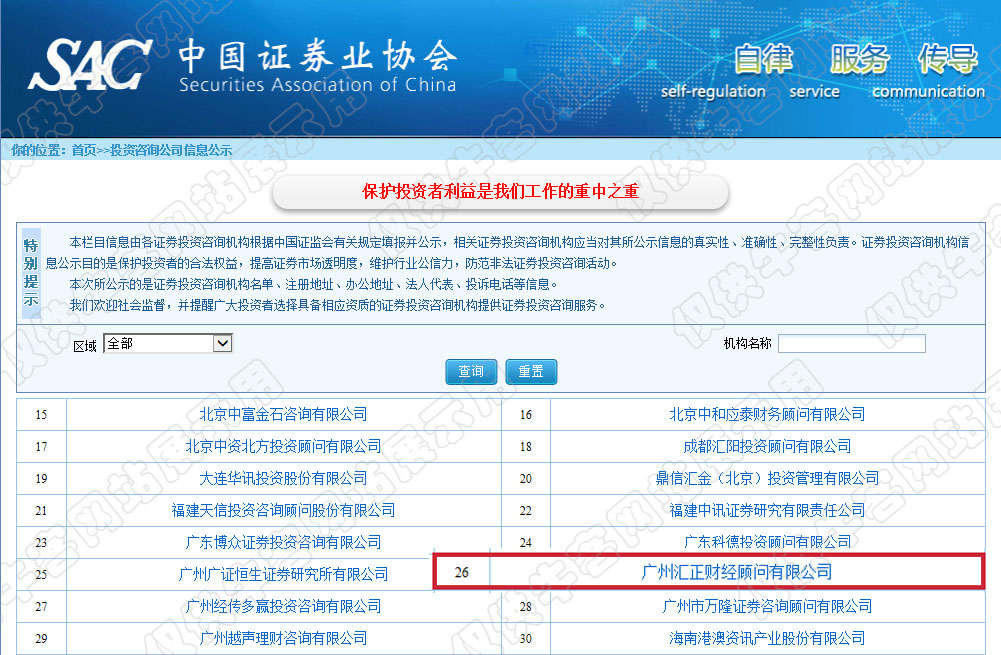 SAC 中国证券业协会
Securities Association of China
自律 服务 传导
self-regulation service communication
你的位置：首页>>投资咨询公司信息公示
保护投资者利益是我们工作的重中之重
特别提示
本栏目信息由各证券投资咨询机构根据中国证监会有关规定填报并公示，相关证券投资咨询机构应当对其所公示信息的真实性、准确性、完整性负责。证券投资咨询机构信
息公示目的是保护投资者的合法权益，提高证券市场透明度，维护行业公信力，防范非法证券投资咨询活动。
本次所公示的是证券投资咨询机构名单、注册地址、办公地址、法人代表、投诉电话等信息。
我们欢迎社会监督，并提醒广大投资者选择具备相应资质的证券投资咨询机构提供证券投资咨询服务。
区域 全部 机构名称
查询 重置
15 北京中富金石咨询有限公司 16 北京中和应泰财务顾问有限公司
17 北京中资北方投资顾问有限公司 18 成都汇阳投资顾问有限公司
19 大连华讯投资股份有限公司 20 鼎信汇金（北京）投资管理有限公司
21 福建天信投资咨询顾问股份有限公司 22 福建中讯证券研究有限责任公司
23 广东博众证券投资咨询有限公司 24 广东科德投资顾问有限公司
25 广州广证恒生证券研究所有限公司 26 广州汇正财经顾问有限公司
27 广州经传多赢投资咨询有限公司 28 广州市万隆证券咨询顾问有限公司
29 广州越声理财咨询有限公司 30 海南港澳资讯产业股份有限公司